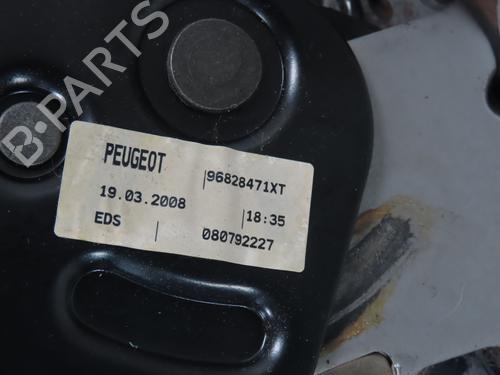 B-PARTS
PEUGEOT |96828471XT
19.03.2008 |18:35
EDS | 080792227